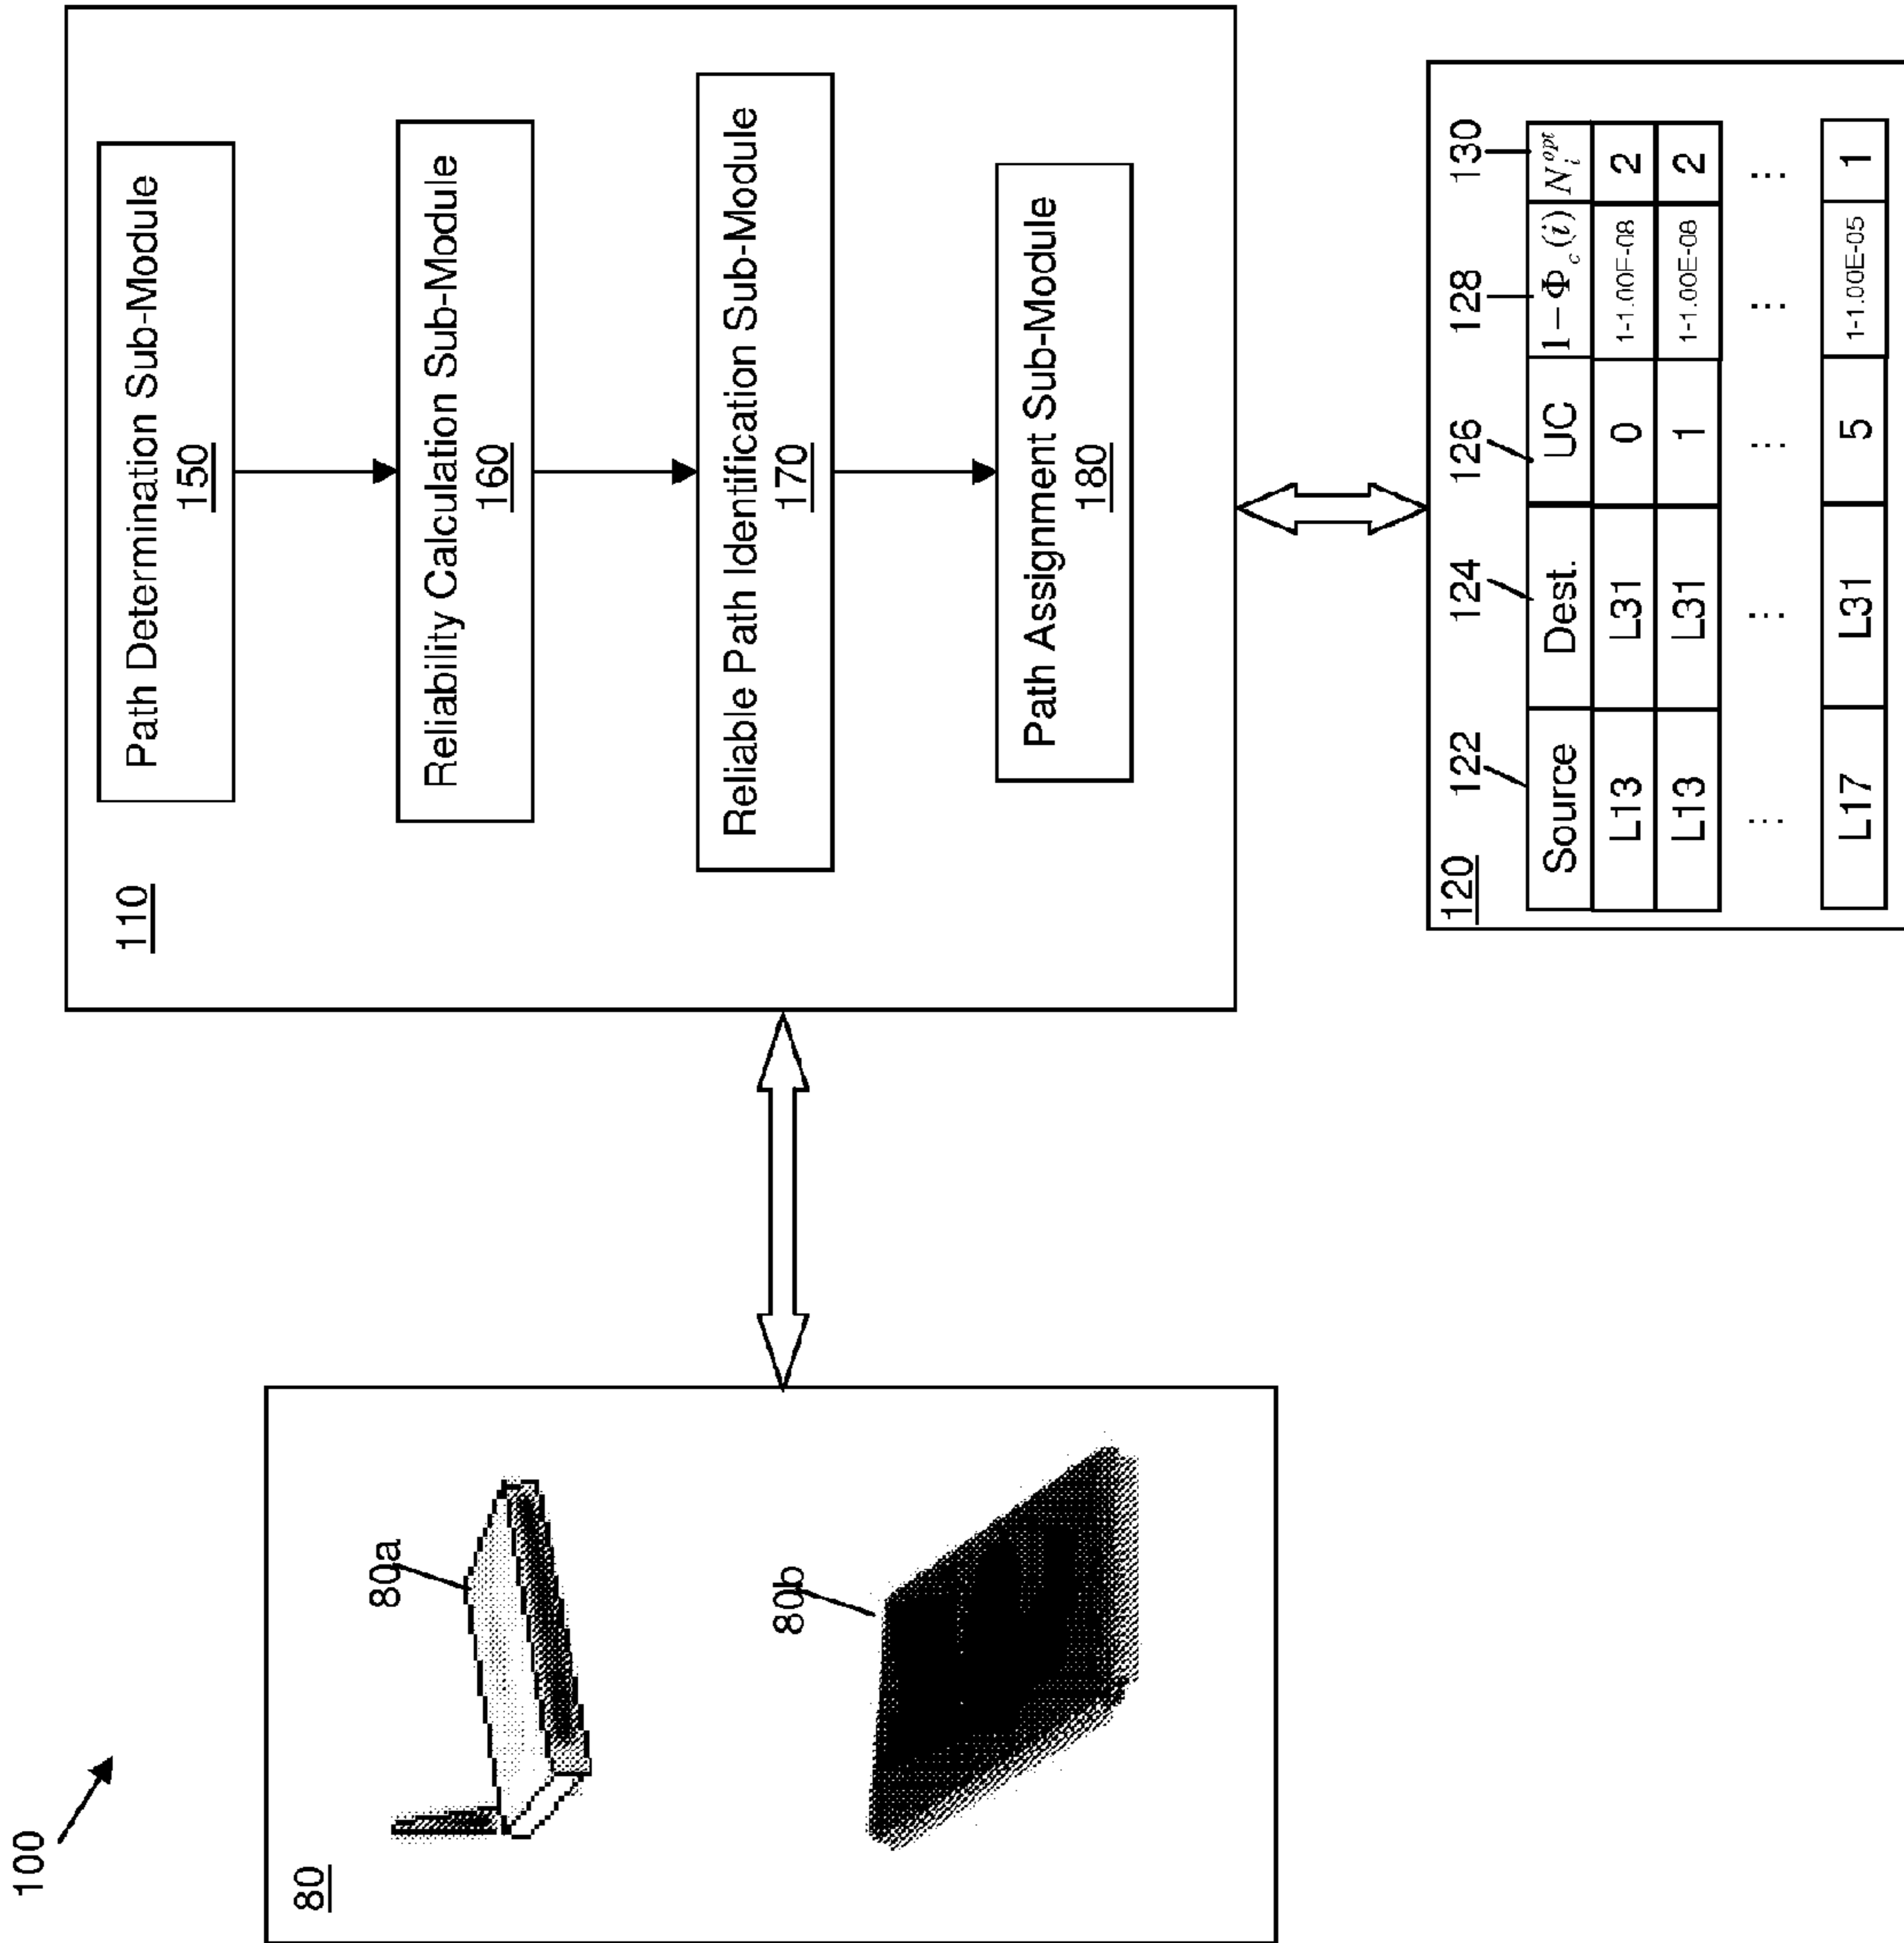 100
80
80a
80b
110
Path Determination Sub-Module
150
Reliability Calculation Sub-Module
160
Reliable Path Identification Sub-Module
170
Path Assignment Sub-Module
180
120
122 124 126 128 130
Source Dest. UC 1−Φc(i) Ni^opt
L13 L31 0 1-1.00F-08 2
L13 L31 1 1-1.00E-08 2
... ... ... ... ...
L17 L31 5 1-1.00E-05 1